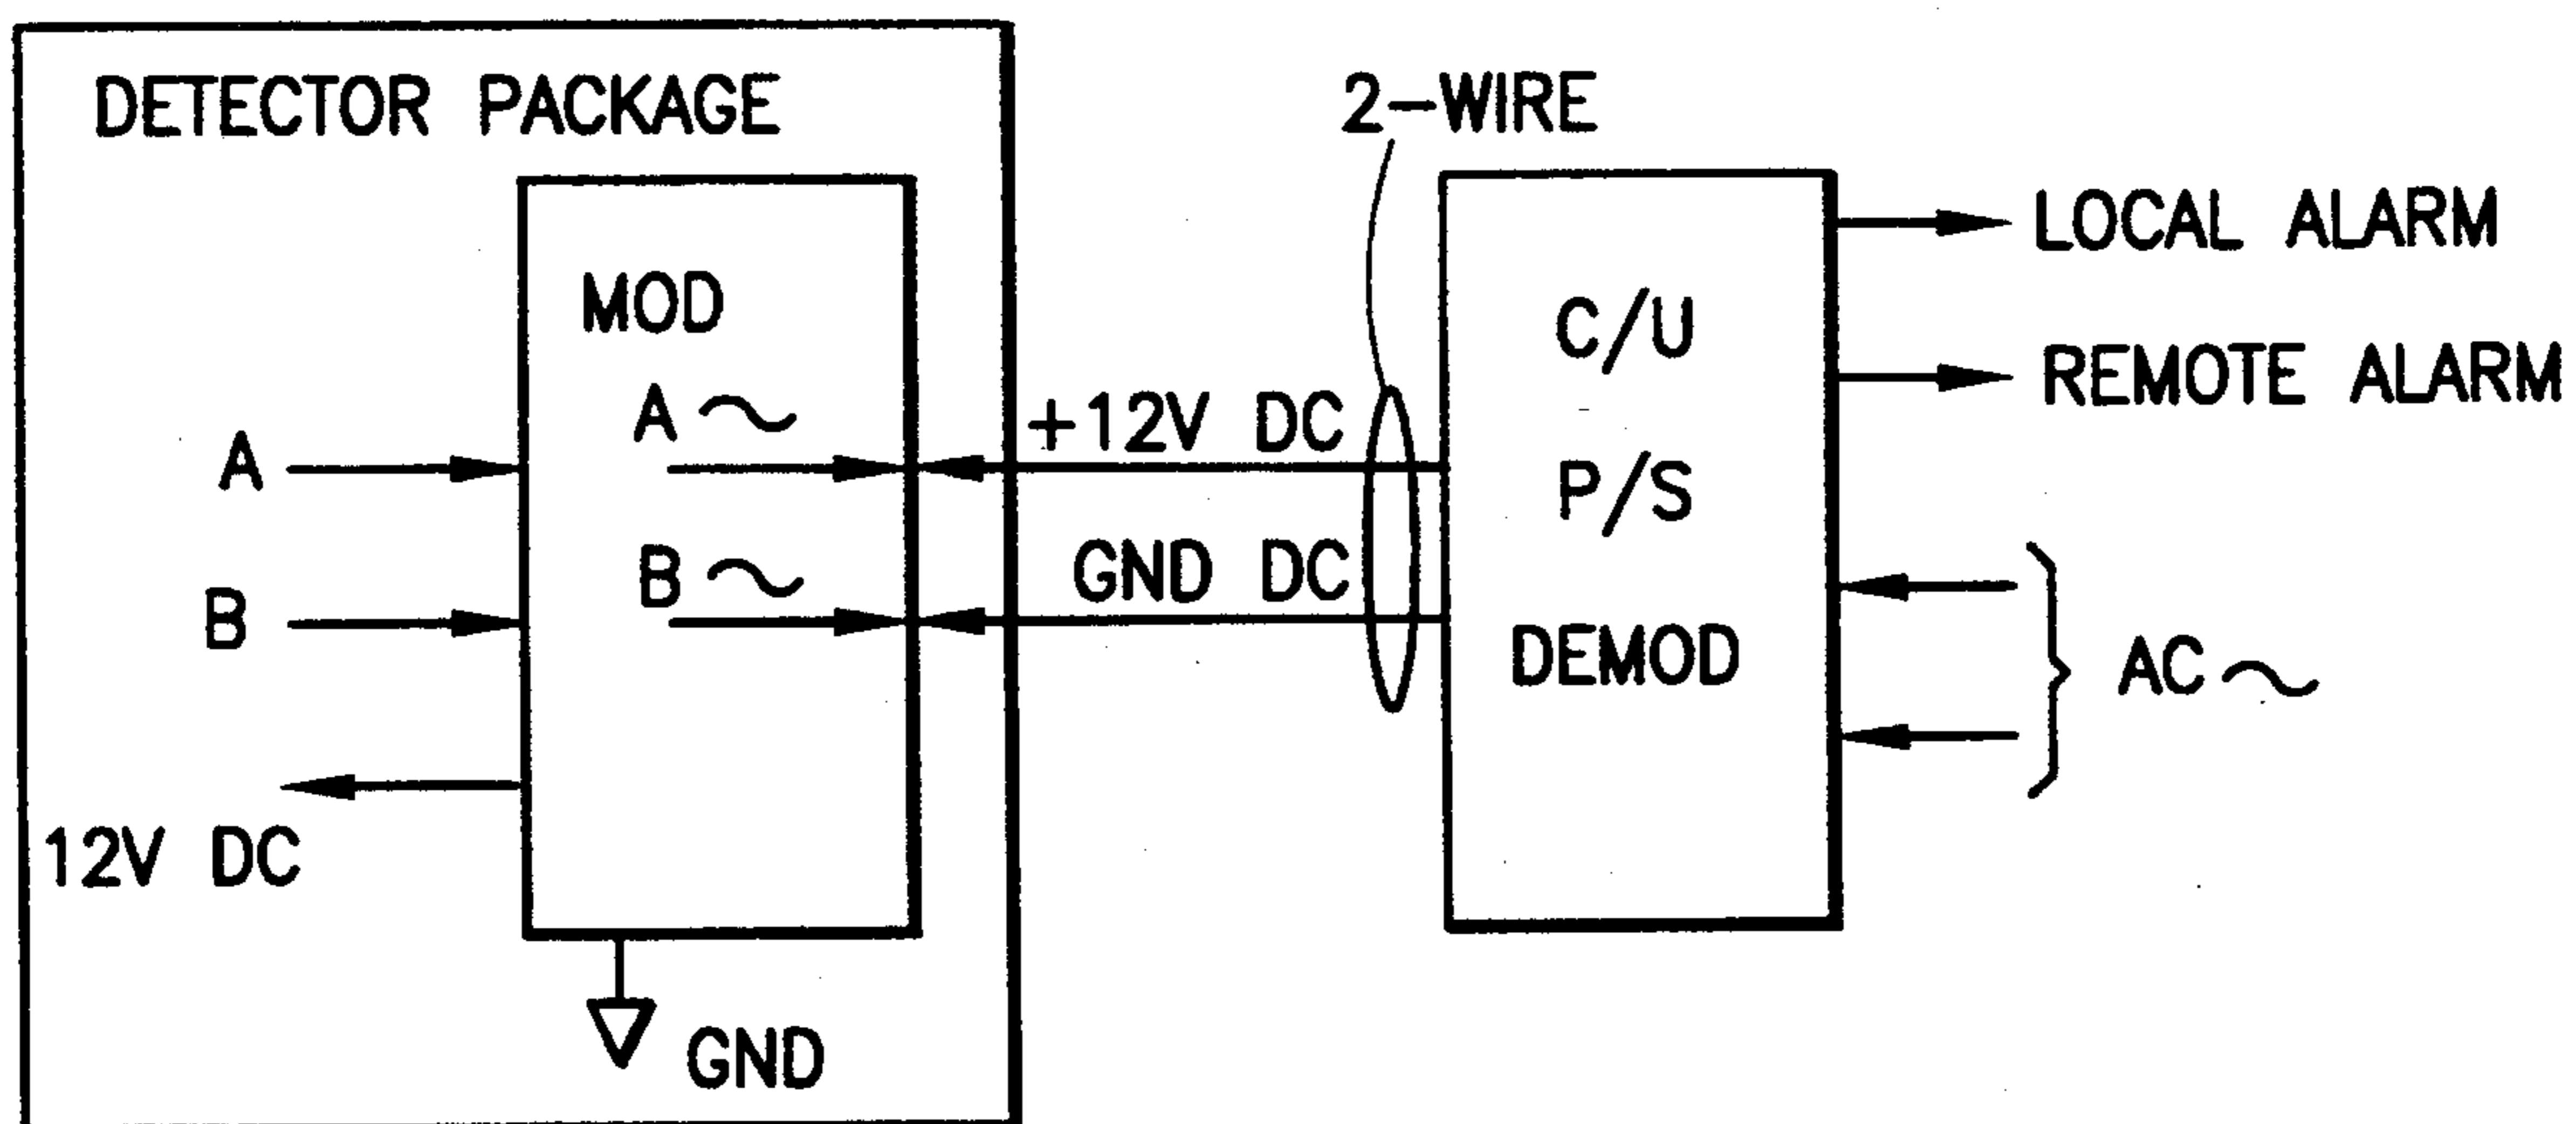 DETECTOR PACKAGE
MOD
A ~
B ~
A
B
12V DC
GND
2-WIRE
+12V DC
GND DC
C/U
P/S
DEMOD
LOCAL ALARM
REMOTE ALARM
AC ~